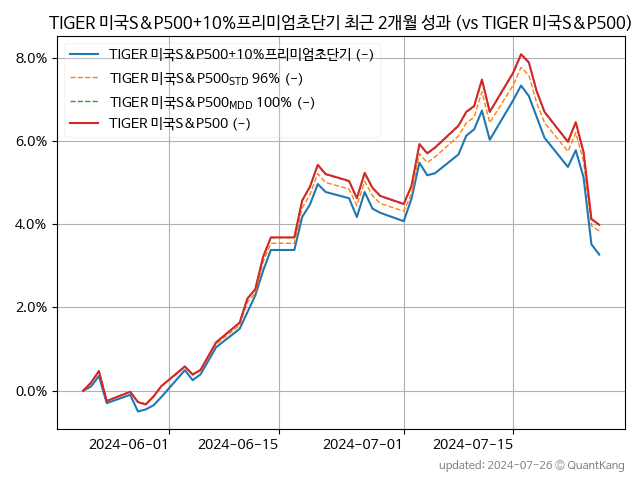 TIGER 미국S&P500+10%프리미엄초단기 최근 2개월 성과 (vs TIGER 미국S&P500)
TIGER 미국S&P500+10%프리미엄초단기 (-)
TIGER 미국S&P500STD 96% (-)
TIGER 미국S&P500MDD 100% (-)
TIGER 미국S&P500 (-)
8.0%
6.0%
4.0%
2.0%
0.0%
2024-06-01 2024-06-15 2024-07-01 2024-07-15
updated: 2024-07-26 © QuantKang